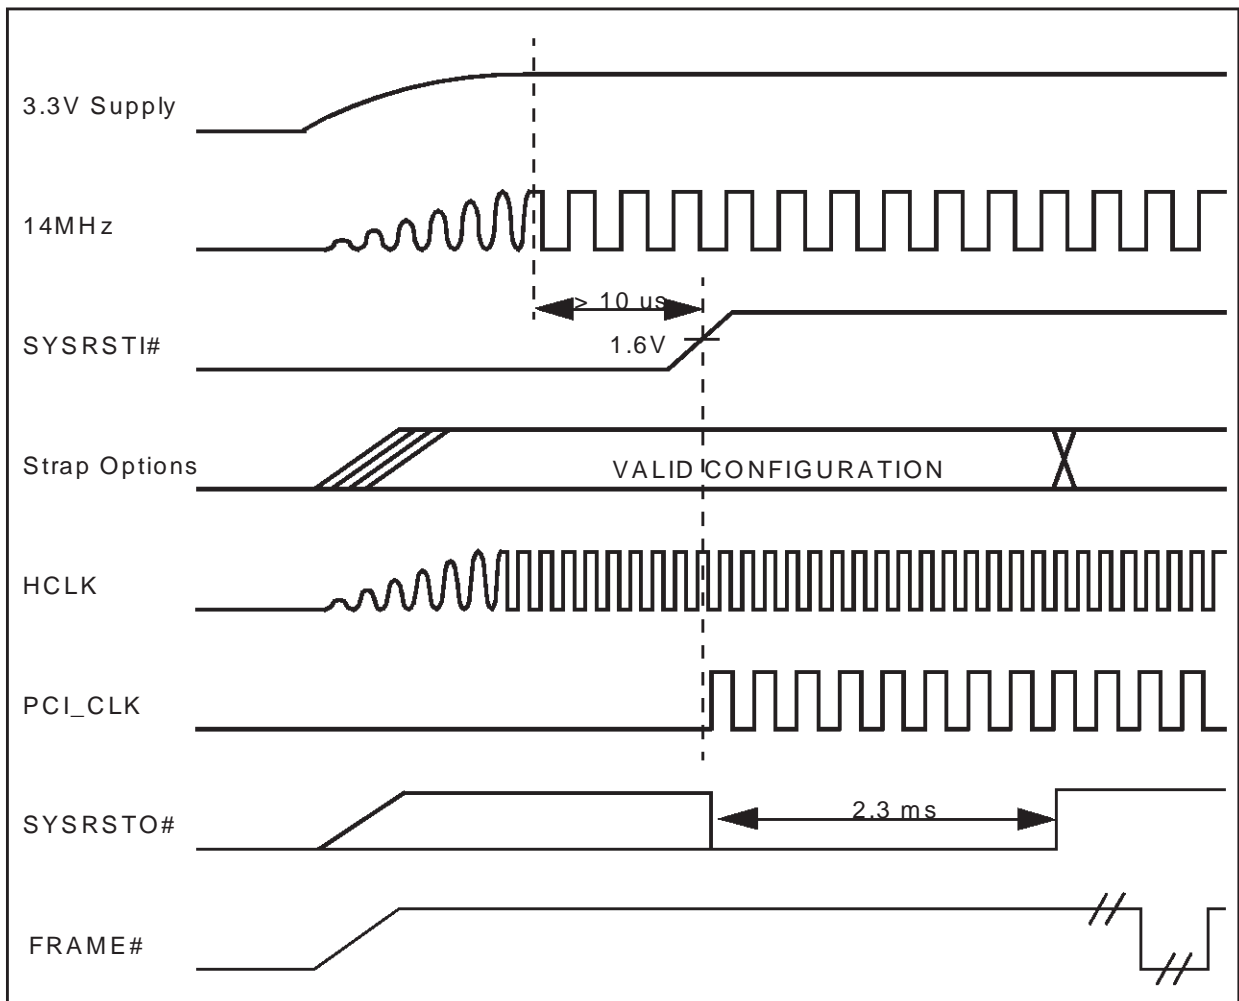 3.3V Supply
14MHz
> 10 us
SYSRSTI#
1.6V
Strap Options
VALID CONFIGURATION
HCLK
PCI_CLK
SYSRSTO#
2.3 ms
FRAME#